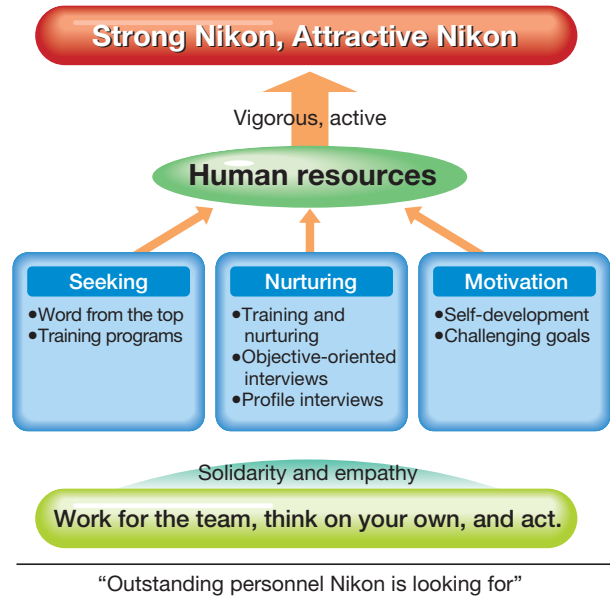 Strong Nikon, Attractive Nikon
Vigorous, active
Human resources
Seeking
•Word from the top
•Training programs
Nurturing
•Training and
nurturing
•Objective-oriented
interviews
•Profile interviews
Motivation
•Self-development
•Challenging goals
Solidarity and empathy
Work for the team, think on your own, and act.
“Outstanding personnel Nikon is looking for”